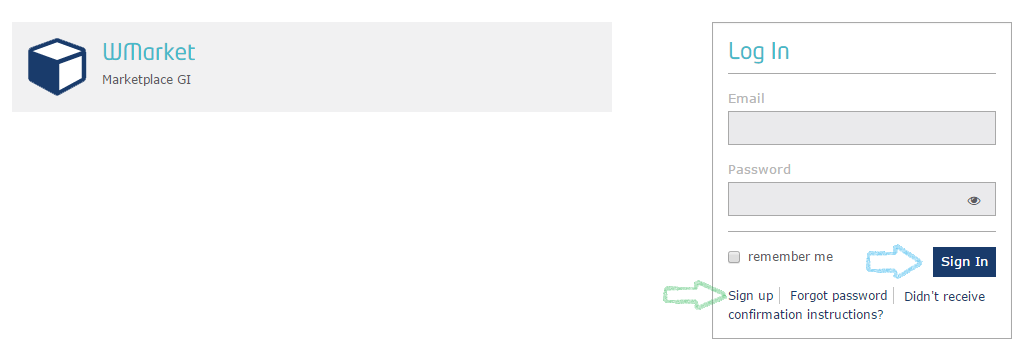 WMarket
Marketplace GI
Log In
Email
Password
remember me
Sign In
Sign up | Forgot password | Didn't receive
confirmation instructions?